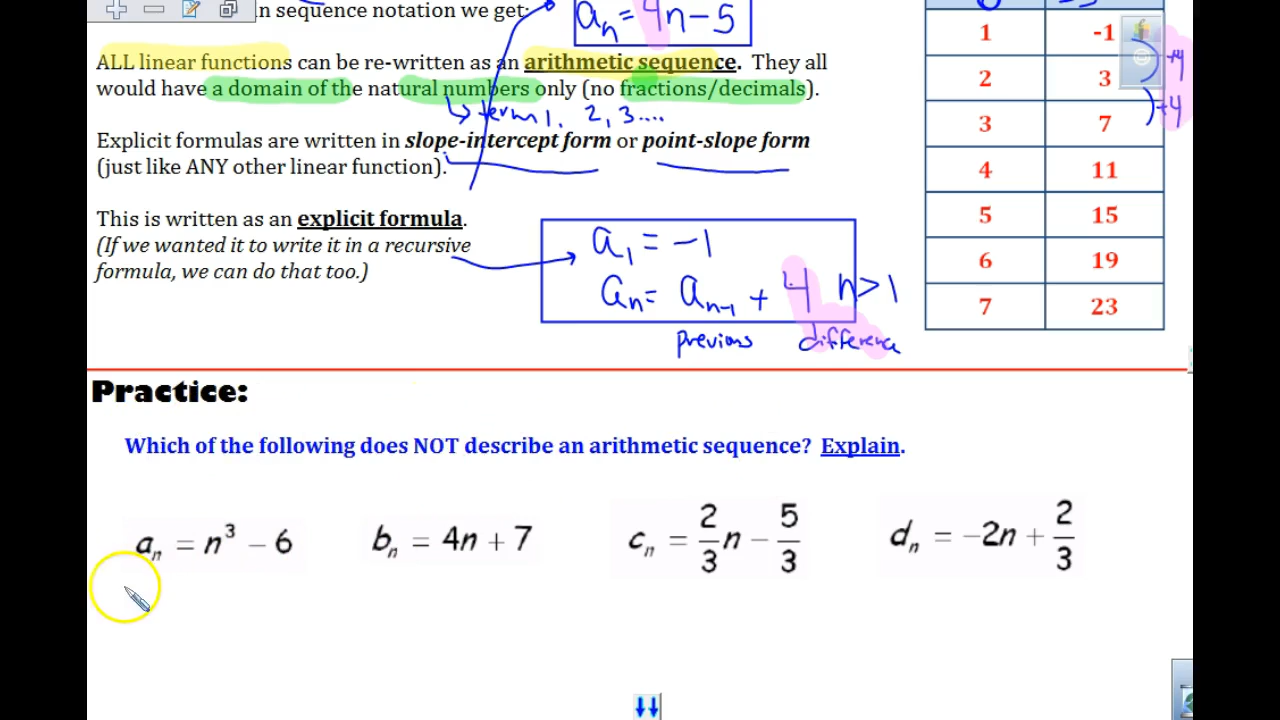 in sequence notation we get:
aₙ = 4n – 5
ALL linear functions can be re-written as an arithmetic sequence. They all
would have a domain of the natural numbers only (no fractions/decimals).
↳ term 1, 2, 3....
Explicit formulas are written in slope-intercept form or point-slope form
(just like ANY other linear function).
This is written as an explicit formula.
(If we wanted it to write it in a recursive
formula, we can do that too.)
a₁ = –1
aₙ = aₙ₋₁ + 4 n > 1
previous difference
1 -1
2 3
3 7
4 11
5 15
6 19
7 23
+4
+4
Practice:
Which of the following does NOT describe an arithmetic sequence? Explain.
aₙ = n³ – 6 bₙ = 4n + 7 cₙ = 2/3 n – 5/3 dₙ = –2n + 2/3